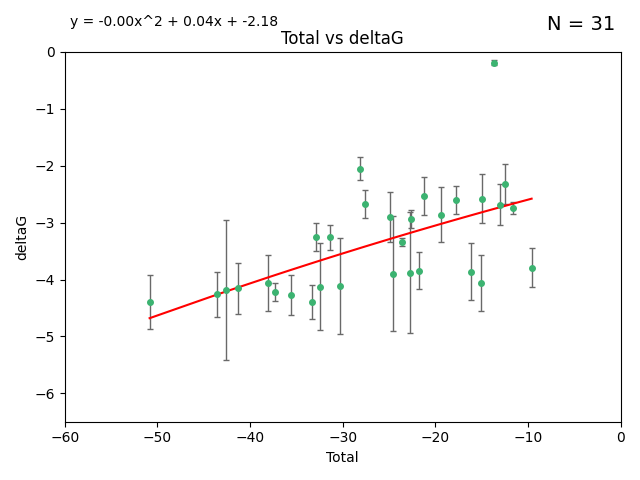 y = -0.00x^2 + 0.04x + -2.18
N = 31
Total vs deltaG
0
−1
−2
−3
−4
−5
−6
deltaG
−60
−50
−40
−30
−20
−10
0
Total